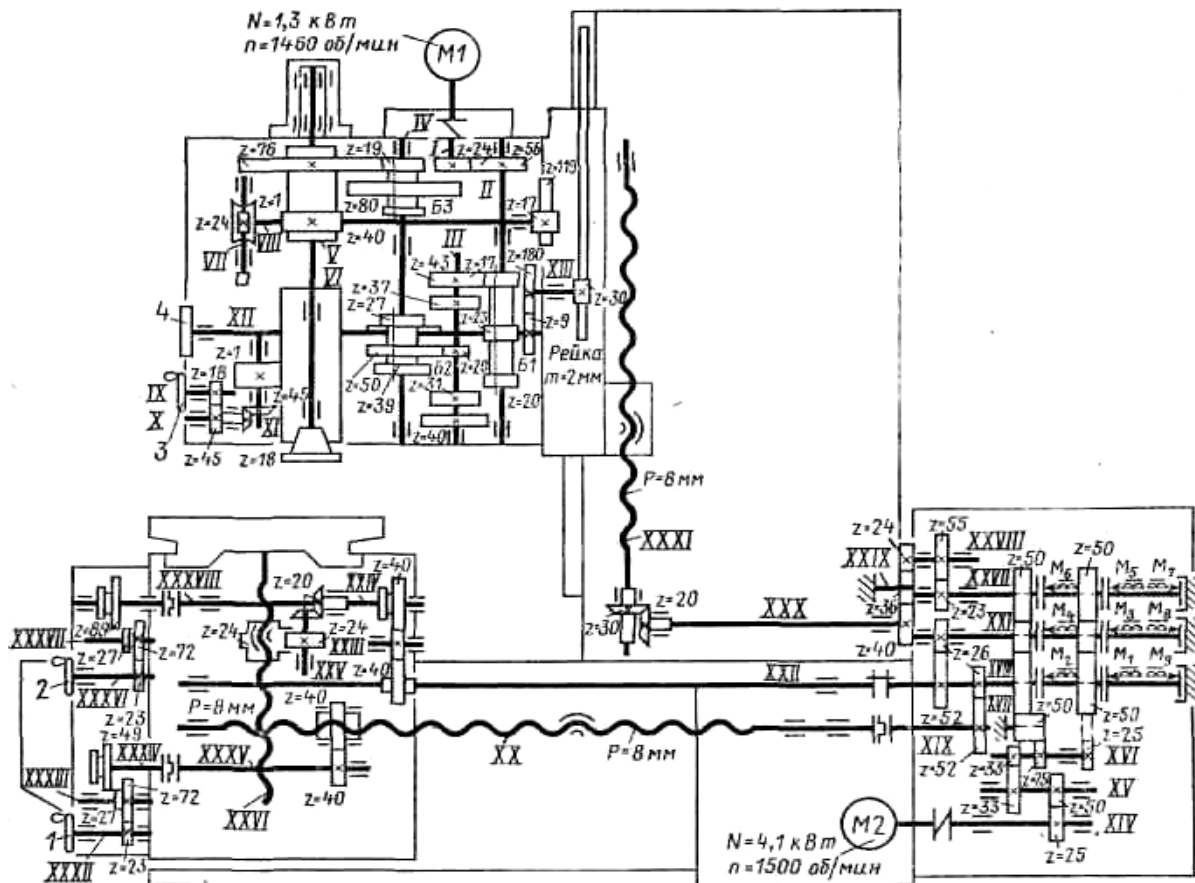 N=1,3 кВт
n=1460 об/мин
M1
IV
I
z=76
z=19
z=24
z=56
II
z=119
z=1
z=80
Б3
z=17
z=24
VIII
z=40
V
III
VII
VI
z=43
z=17
z=180
XIII
z=37
z=30
4
XII
z=27
z=23
z=9
z=1
Рейка
m=2мм
z=18
z=50
Б2
z=20
Б1
IX
z=45
z=31
z=39
z=20
X
XI
3
z=45
z=18
z=40
P=8мм
XXXI
z=24
z=55
XXVIII
XXIX
z=50
z=50
XXXVIII
z=20
XXIV
z=40
XXVII
M6
M5
M7
z=20
XXX
z=36
z=23
z=30
M4
M3
M8
XXXVII
z=89
z=24
z=24
XXIII
XXI
z=40
z=26
z=27
z=72
XXV
z=40
XXII
M2
M1
M9
2
XXXVI
z=40
XVII
z=50
z=23
P=8мм
z=52
z=50
z=49
XX
P=8мм
XIX
z=25
XXXIV
XXXV
z=52
z=33
XVI
XXXIII
z=72
XV
z=27
z=40
z=33
z=50
1
XXVI
M2
XIV
XXXII
z=23
N=4,1 кВт
n=1500 об/мин
z=25